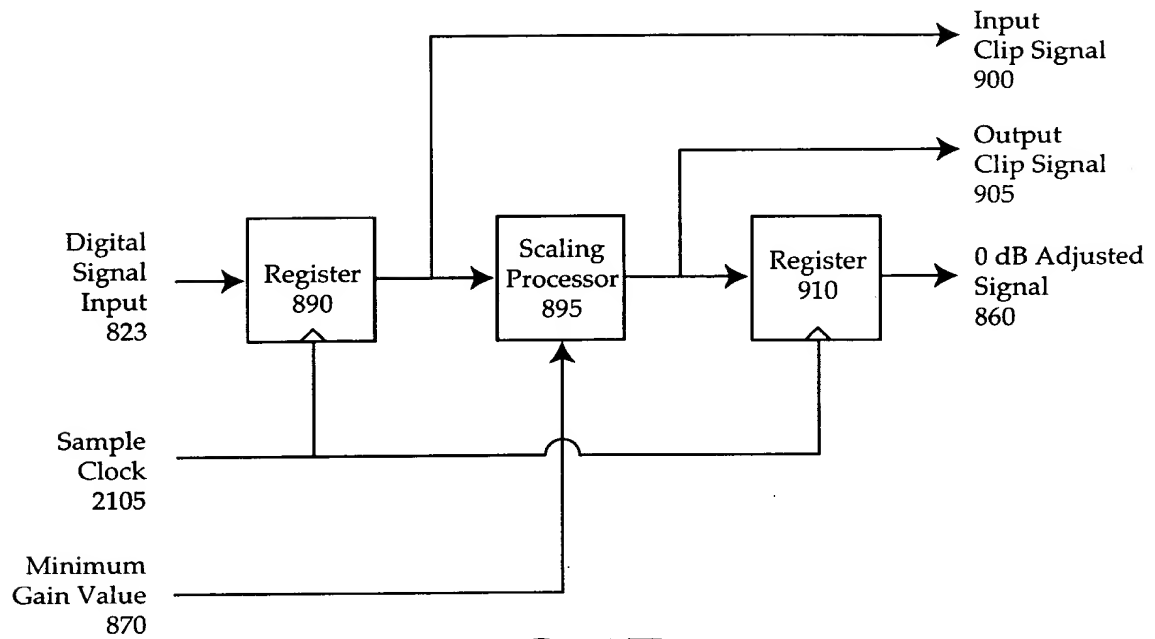 Input
Clip Signal
900
Output
Clip Signal
905
Digital
Signal
Input
823
Register
890
Scaling
Processor
895
Register
910
0 dB Adjusted
Signal
860
Sample
Clock
2105
Minimum
Gain Value
870